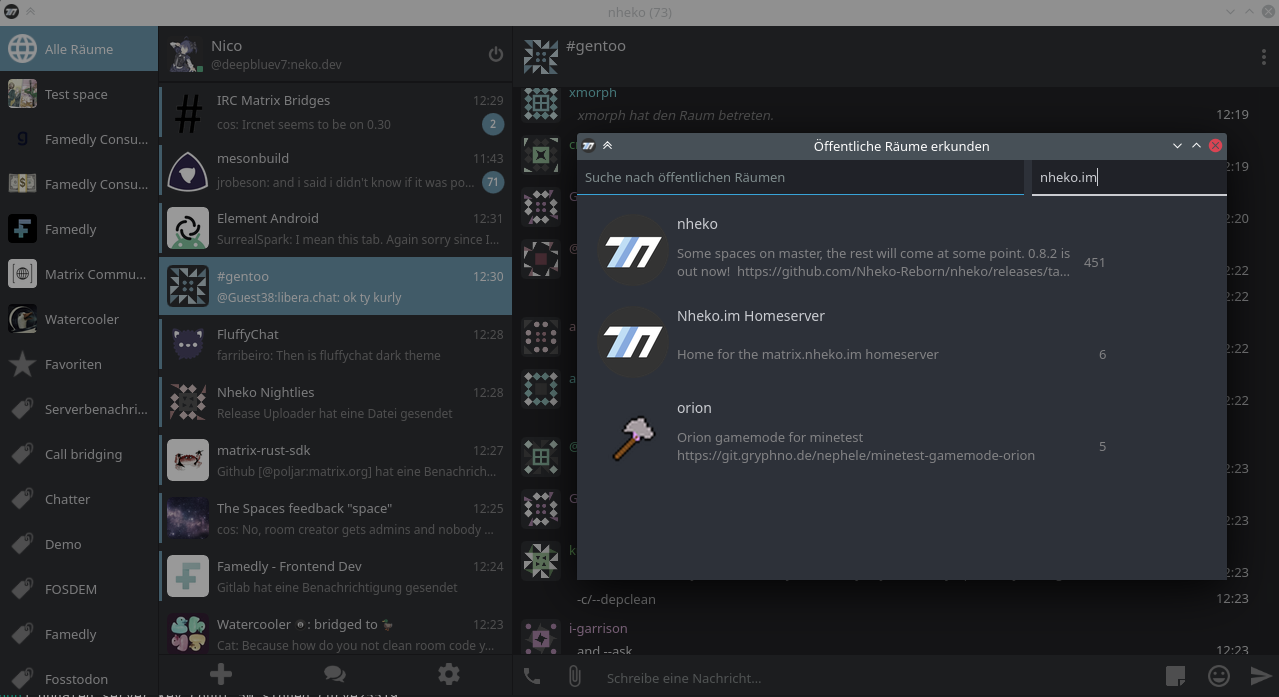 nheko (73)
Alle Räume
Test space
Famedly Consu...
Famedly Consu...
Famedly
Matrix Commu...
Watercooler
Favoriten
Serverbenachri...
Call bridging
Chatter
Demo
FOSDEM
Famedly
Fosstodon
Nico
@deepbluev7:neko.dev
IRC Matrix Bridges 12:29
cos: Ircnet seems to be on 0.30 2
mesonbuild 11:43
jrobeson: and i said i didn't know if it was po... 71
Element Android 12:31
SurrealSpark: I mean this tab. Again sorry since I...
#gentoo 12:30
@Guest38:libera.chat: ok ty kurly
FluffyChat 12:28
farribeiro: Then is fluffychat dark theme
Nheko Nightlies 12:28
Release Uploader hat eine Datei gesendet
matrix-rust-sdk 12:27
Github [@poljar:matrix.org] hat eine Benachrich...
The Spaces feedback "space" 12:25
cos: No, room creator gets admins and nobody ...
Famedly - Frontend Dev 12:24
Gitlab hat eine Benachrichtigung gesendet
Watercooler : bridged to 12:23
Cat: Because how do you not clean room code y...
#gentoo
xmorph
xmorph hat den Raum betreten. 12:19
12:19
12:20
12:22
12:22
12:22
12:22
12:23
12:23
12:23
-c/--depclean 12:23
i-garrison
and --ask 12:23
Schreibe eine Nachricht...
Öffentliche Räume erkunden
Suche nach öffentlichen Räumen
nheko.im
nheko
Some spaces on master, the rest will come at some point. 0.8.2 is
out now! https://github.com/Nheko-Reborn/nheko/releases/ta...
451
Nheko.im Homeserver
Home for the matrix.nheko.im homeserver 6
orion
Orion gamemode for minetest
https://git.gryphno.de/nephele/minetest-gamemode-orion
5